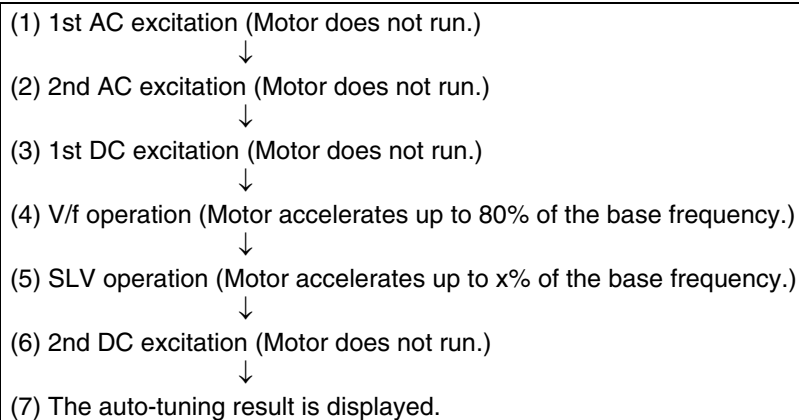 (1) 1st AC excitation (Motor does not run.)
↓
(2) 2nd AC excitation (Motor does not run.)
↓
(3) 1st DC excitation (Motor does not run.)
↓
(4) V/f operation (Motor accelerates up to 80% of the base frequency.)
↓
(5) SLV operation (Motor accelerates up to x% of the base frequency.)
↓
(6) 2nd DC excitation (Motor does not run.)
↓
(7) The auto-tuning result is displayed.